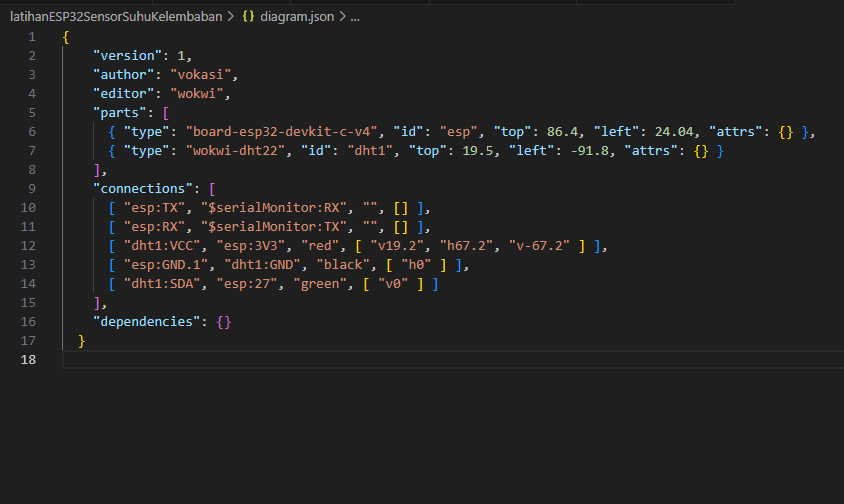 latihanESP32SensorSuhuKelembaban > {} diagram.json > ...
1 {
2 "version": 1,
3 "author": "vokasi",
4 "editor": "wokwi",
5 "parts": [
6 { "type": "board-esp32-devkit-c-v4", "id": "esp", "top": 86.4, "left": 24.04, "attrs": {} },
7 { "type": "wokwi-dht22", "id": "dht1", "top": 19.5, "left": -91.8, "attrs": {} }
8 ],
9 "connections": [
10 [ "esp:TX", "$serialMonitor:RX", "", [] ],
11 [ "esp:RX", "$serialMonitor:TX", "", [] ],
12 [ "dht1:VCC", "esp:3V3", "red", [ "v19.2", "h67.2", "v-67.2" ] ],
13 [ "esp:GND.1", "dht1:GND", "black", [ "h0" ] ],
14 [ "dht1:SDA", "esp:27", "green", [ "v0" ] ]
15 ],
16 "dependencies": {}
17 }
18